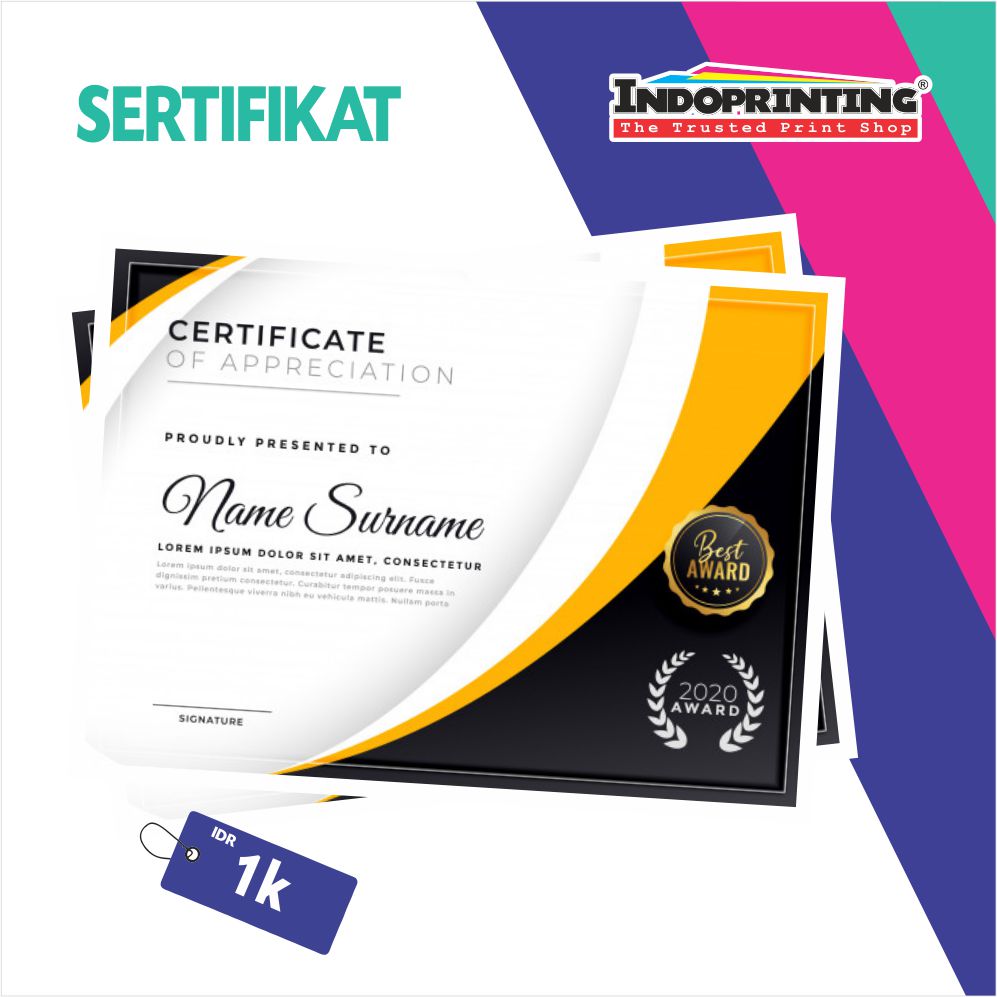 SERTIFIKAT
INDOPRINTING®
The Trusted Print Shop
CERTIFICATE
OF APPRECIATION
PROUDLY PRESENTED TO
Name Surname
LOREM IPSUM DOLOR SIT AMET, CONSECTETUR
Lorem ipsum dolor sit amet, consectetur adipiscing elit. Fusce
dignissim pretium consectetur. Curabitur tempor posuere massa in
varius. Pellentesque viverra nibh eu vehicula mattis. Nullam porta
Best
AWARD
2020
AWARD
SIGNATURE
IDR
1k